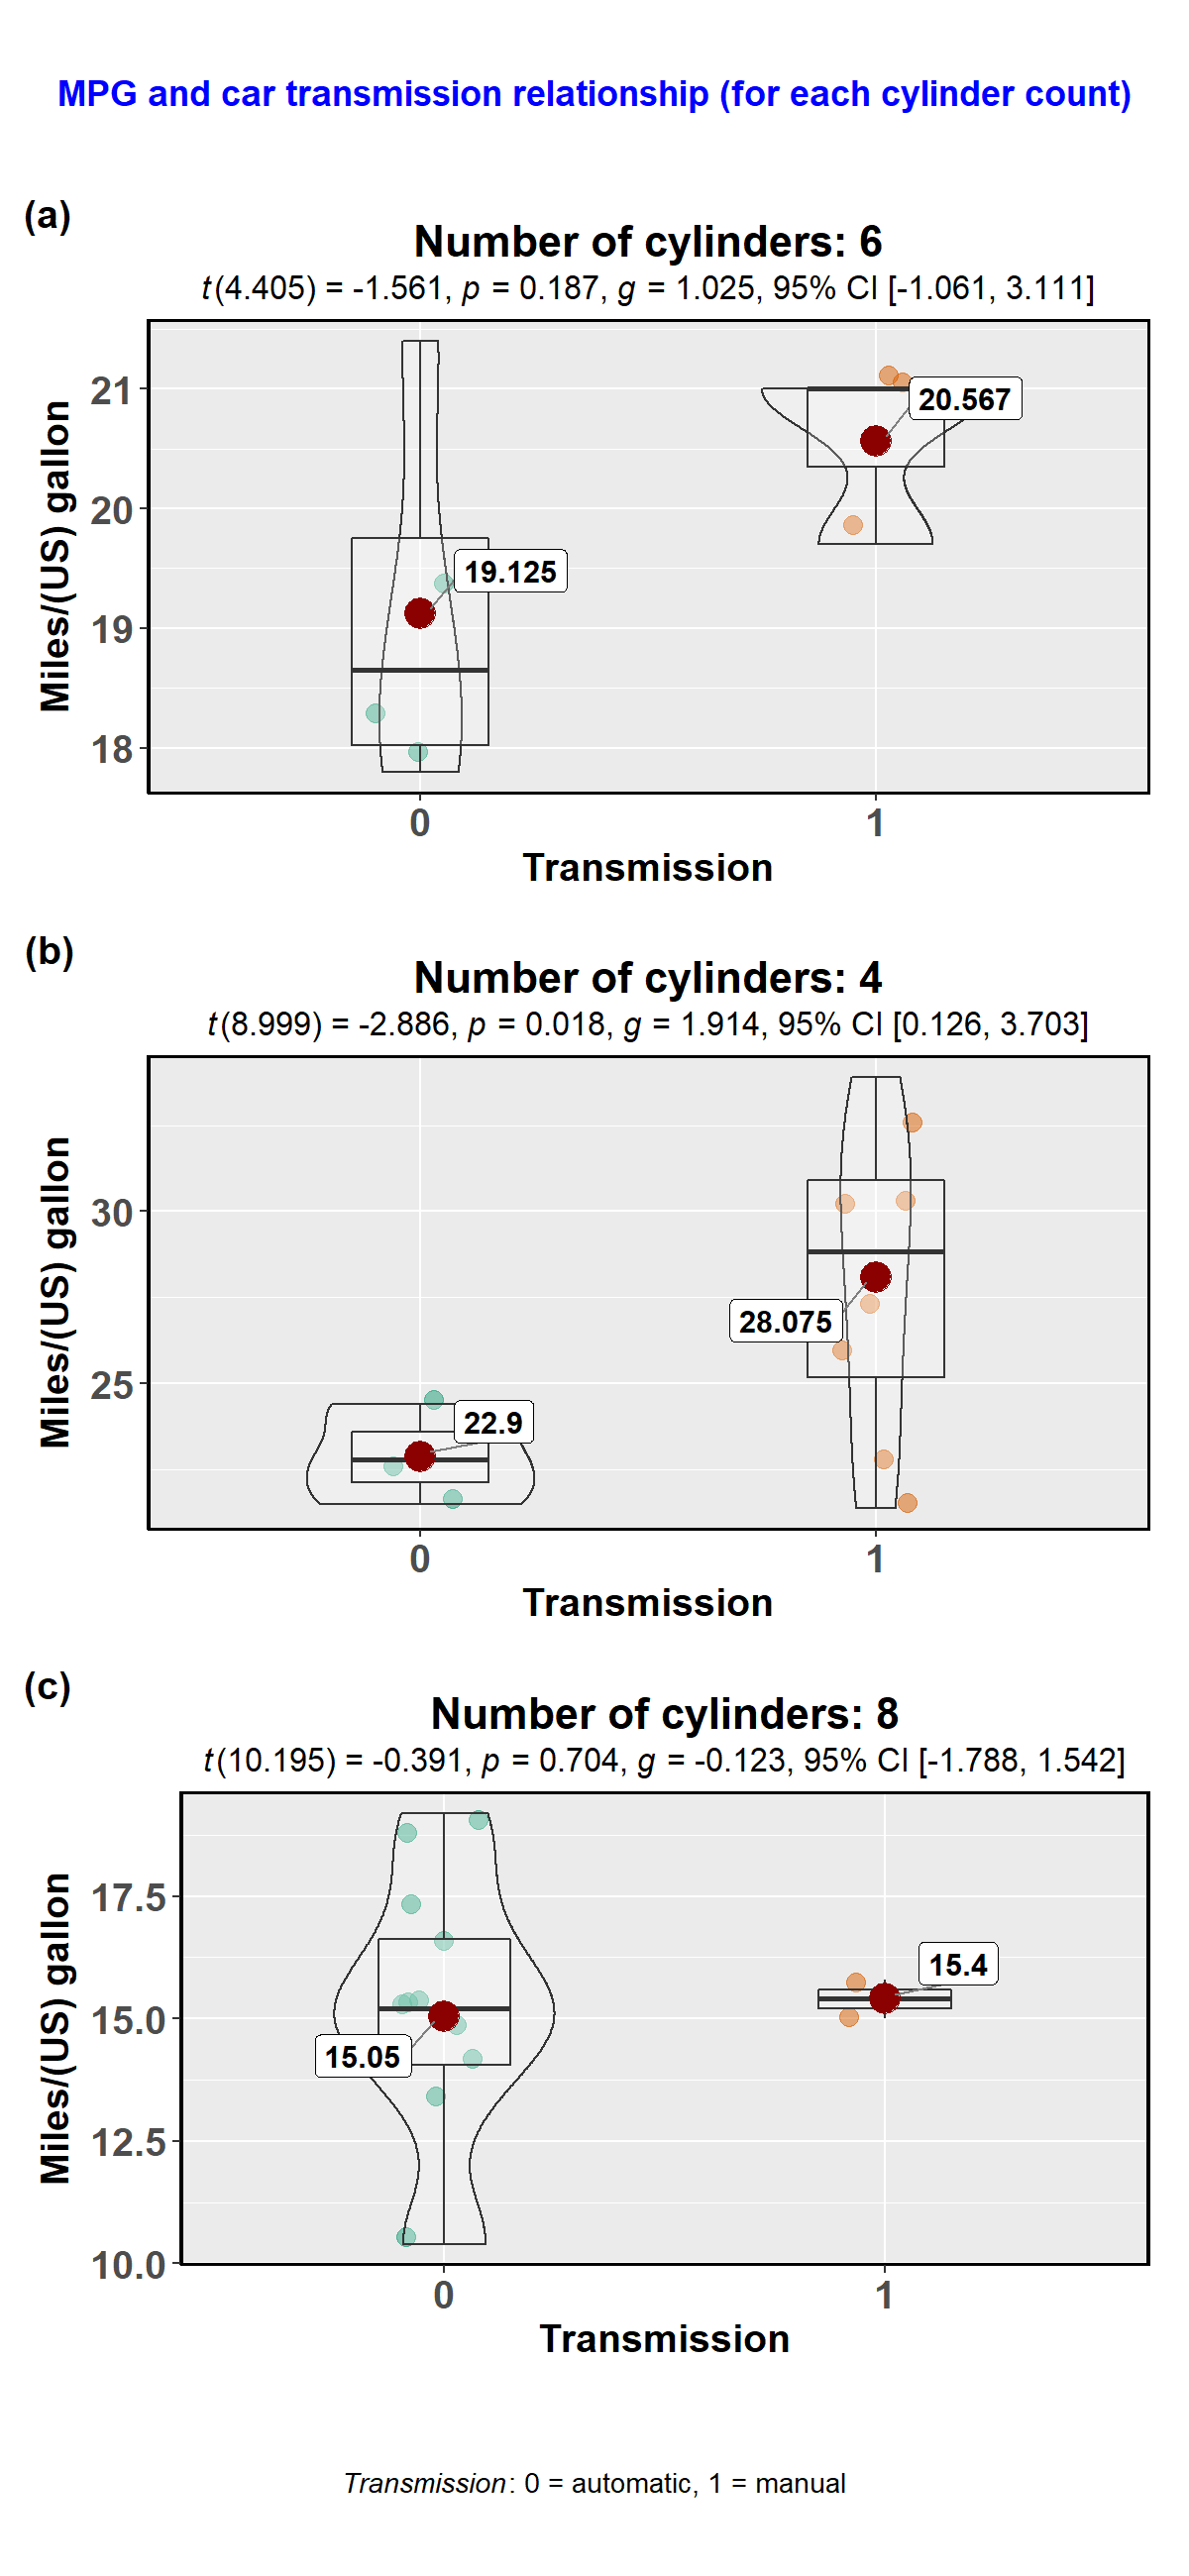 MPG and car transmission relationship (for each cylinder count)
(a)
Number of cylinders: 6
t(4.405) = -1.561, p = 0.187, g = 1.025, 95% CI [-1.061, 3.111]
Miles/(US) gallon
21
20
19
18
20.567
19.125
0
1
Transmission
(b)
Number of cylinders: 4
t(8.999) = -2.886, p = 0.018, g = 1.914, 95% CI [0.126, 3.703]
Miles/(US) gallon
30
25
28.075
22.9
0
1
Transmission
(c)
Number of cylinders: 8
t(10.195) = -0.391, p = 0.704, g = -0.123, 95% CI [-1.788, 1.542]
Miles/(US) gallon
17.5
15.0
12.5
10.0
15.4
15.05
0
1
Transmission
Transmission: 0 = automatic, 1 = manual